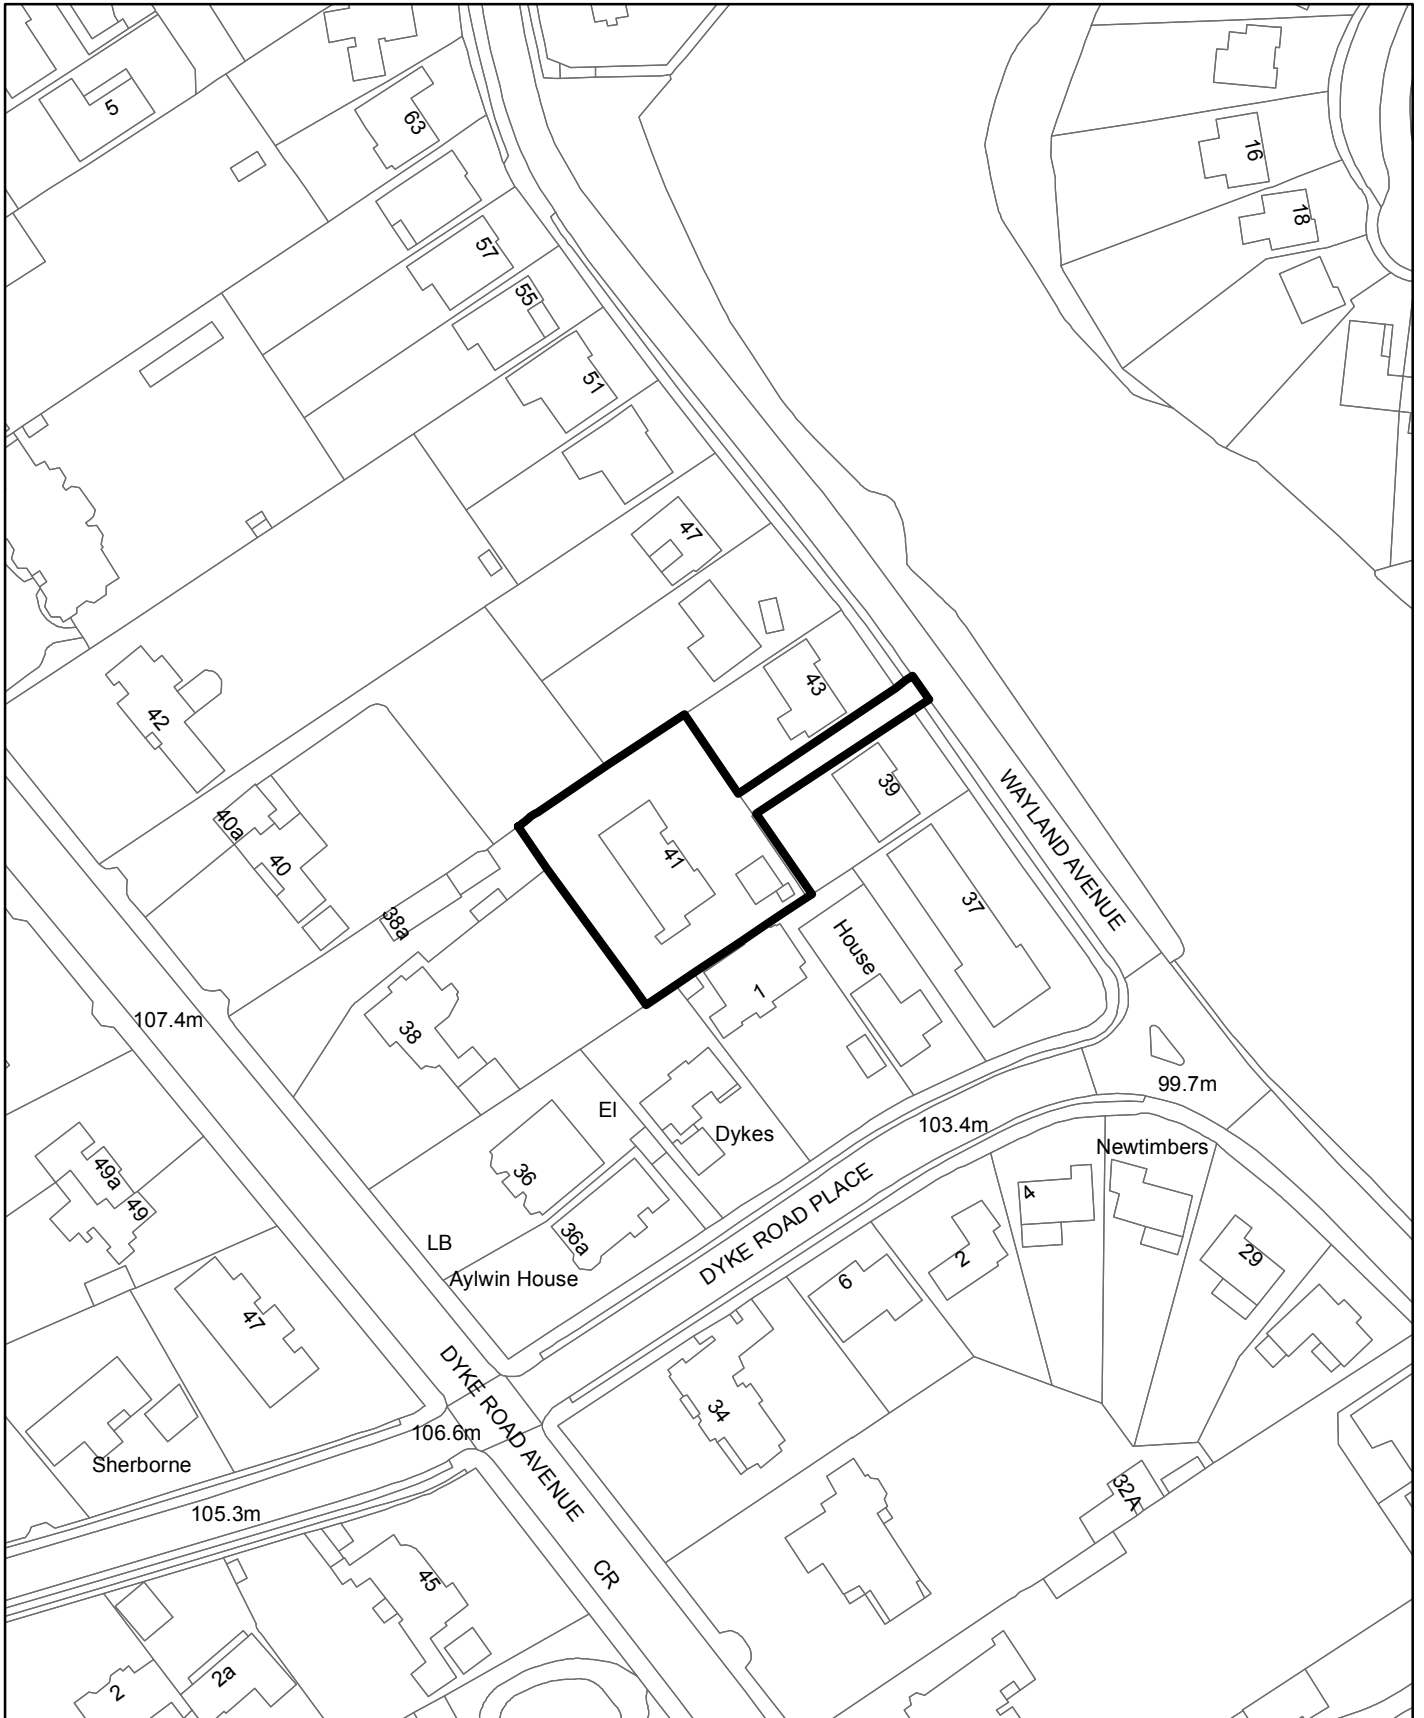 5
63
16
18
57
55
51
47
43
42
39
WAYLAND AVENUE
40a
40
41
37
38a
House
1
107.4m
38
99.7m
EI
103.4m
Dykes
Newtimbers
49a
36
4
49
DYKE ROAD PLACE
36a
LB
Aylwin House
2
29
6
47
DYKE ROAD AVENUE
34
106.6m
Sherborne
32A
105.3m
CR
45
2a
2